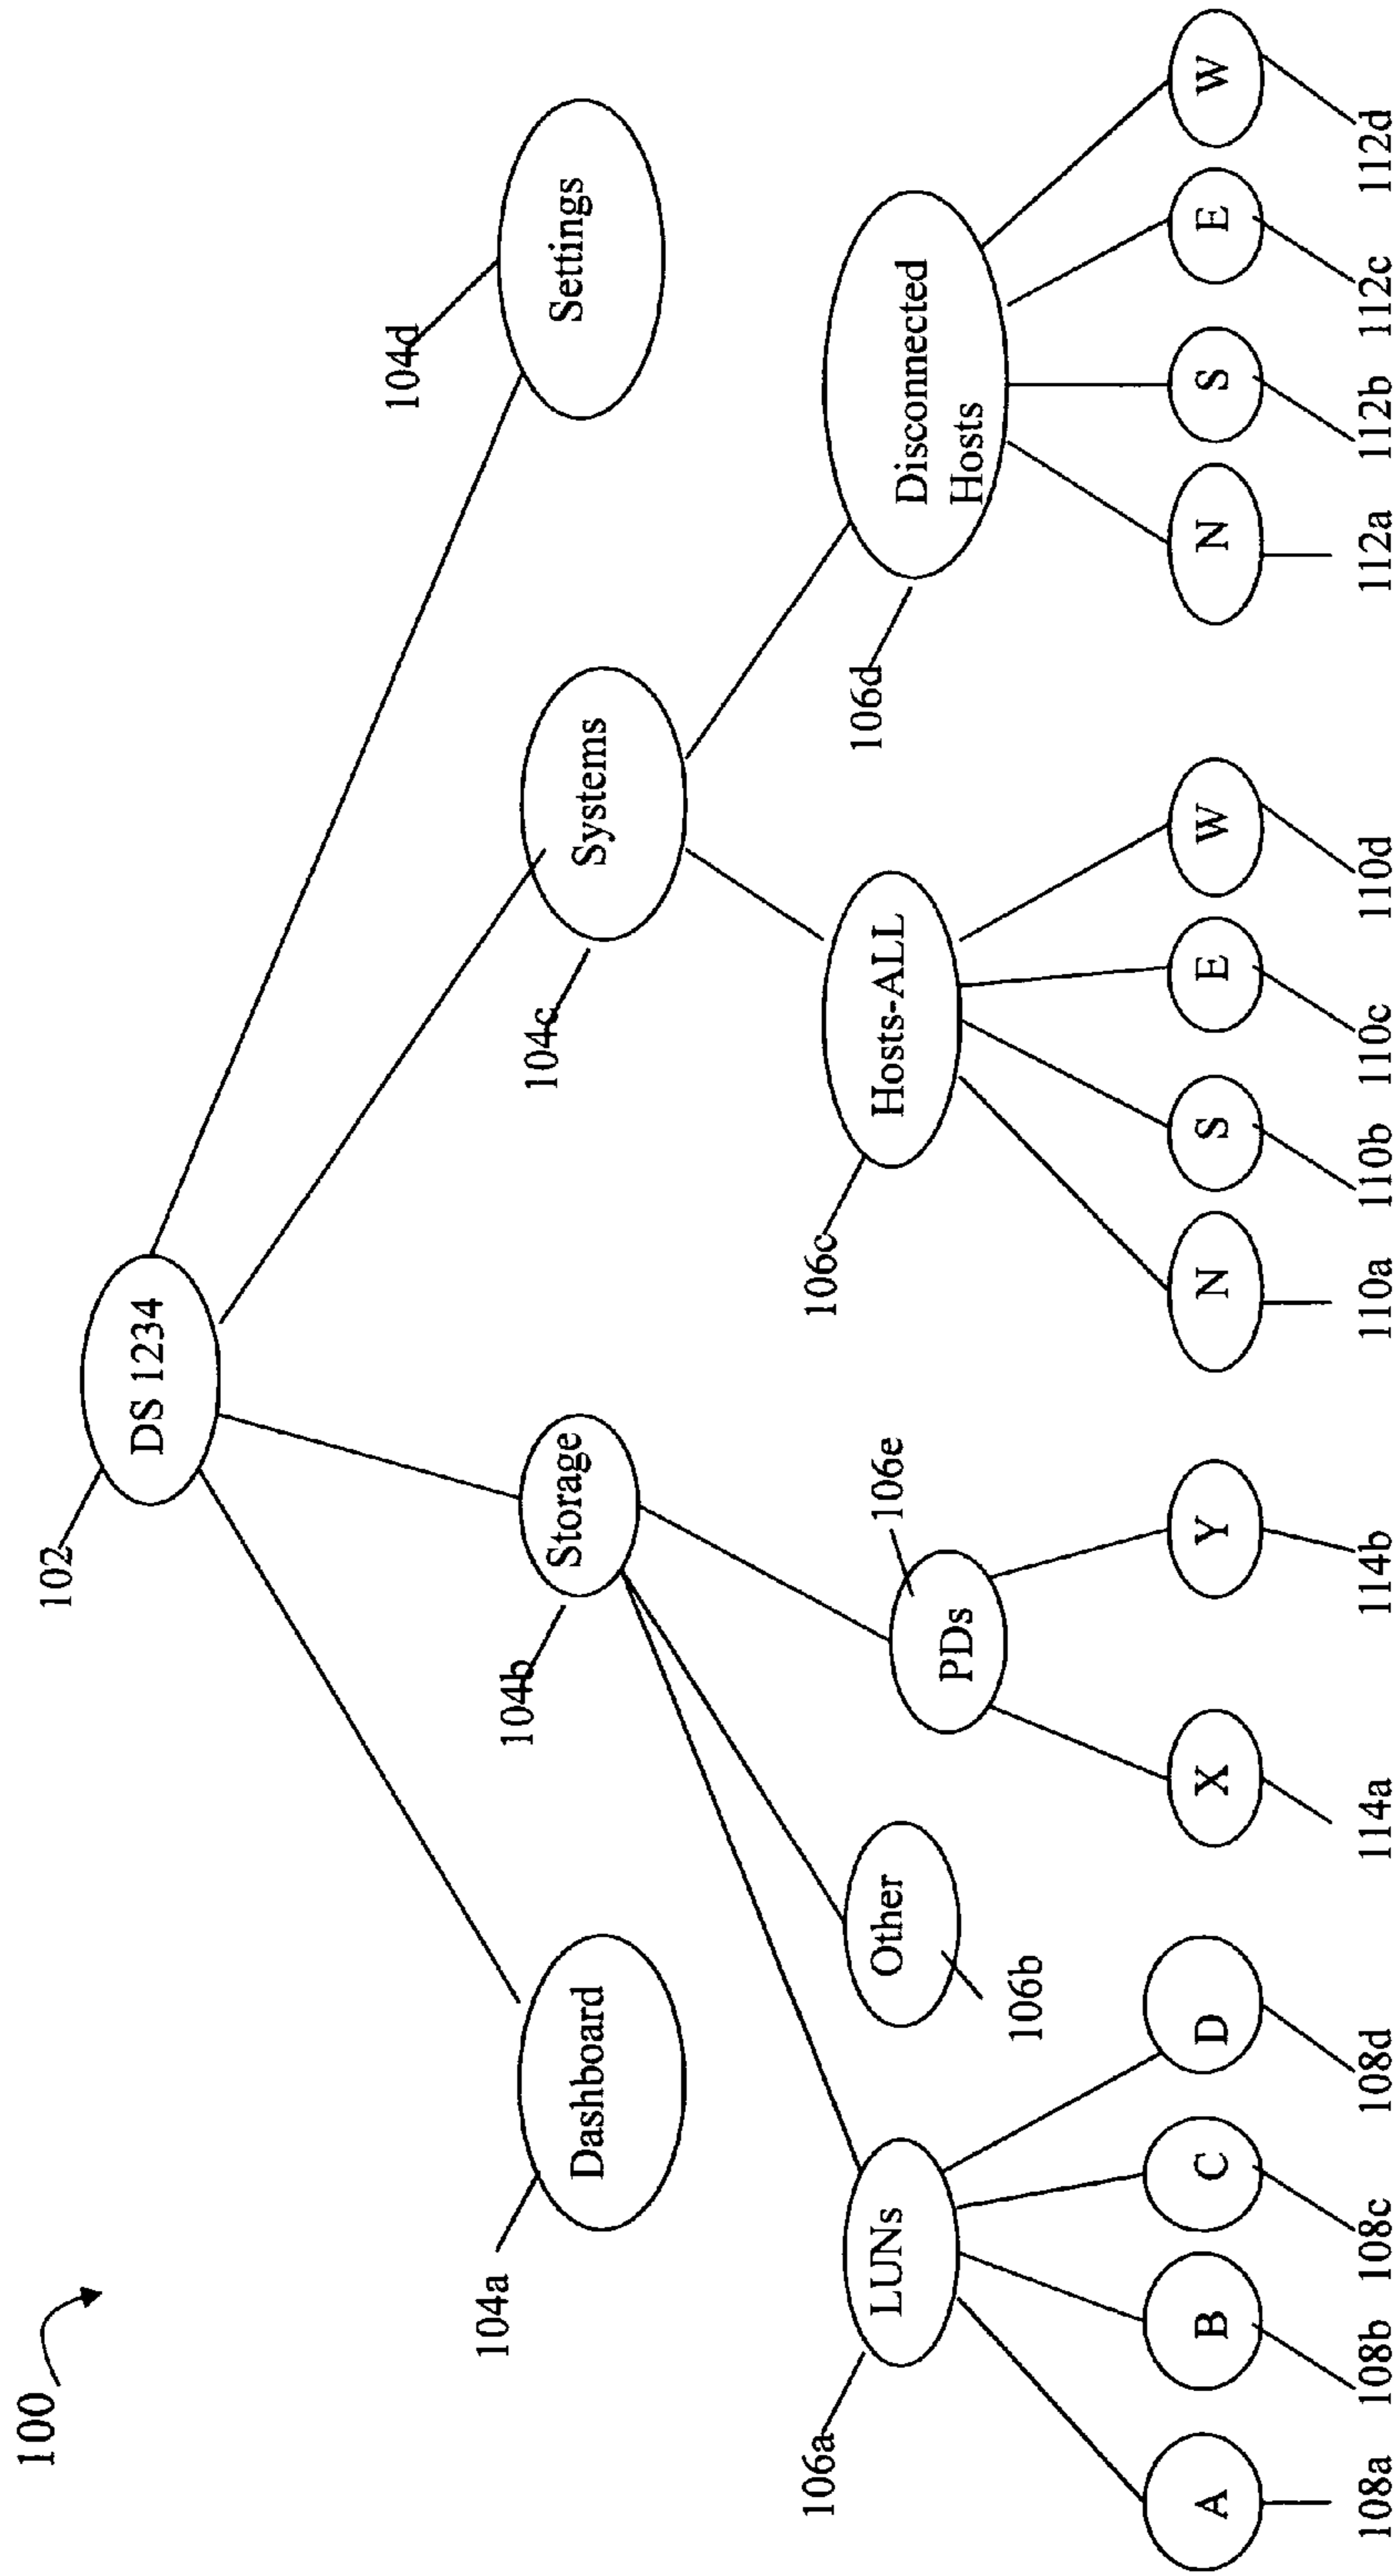 100
102
DS 1234
104a
Dashboard
104b
Storage
104c
Systems
104d
Settings
106a
LUNs
Other
106b
PDs
106e
106c
Hosts-ALL
106d
Disconnected
Hosts
A
B
C
D
X
Y
N
S
E
W
N
S
E
W
108a
108b
108c
108d
114a
114b
110a
110b
110c
110d
112a
112b
112c
112d